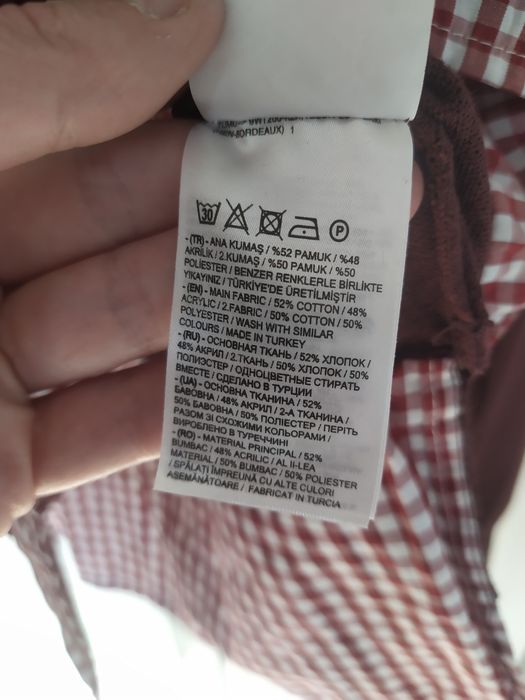 BORDEAUX) 1
30 P
- (TR) - ANA KUMAŞ / %52 PAMUK / %48
AKRİLİK / 2.KUMAŞ / %50 PAMUK / %50
POLİESTER / BENZER RENKLERLE BİRLİKTE
YIKAYINIZ / TÜRKİYE'DE ÜRETİLMİŞTİR
- (EN) - MAIN FABRIC / 52% COTTON / 48%
ACRYLIC / 2.FABRIC / 50% COTTON / 50%
POLYESTER / WASH WITH SIMILAR
COLOURS / MADE IN TURKEY
- (RU) - ОСНОВНАЯ ТКАНЬ / 52% ХЛОПОК /
48% АКРИЛ / 2.ТКАНЬ / 50% ХЛОПОК / 50%
ПОЛИЭСТЕР / ОДНОЦВЕТНЫЕ СТИРАТЬ
ВМЕСТЕ / СДЕЛАНО В ТУРЦИИ
- (UA) - ОСНОВА ТКАНИНА / 52%
БАВОВНА / 48% АКРИЛ / 2-А ТКАНИНА /
50% БАВОВНА / 50% ПОЛІЕСТЕР / ПЕРІТЬ
РАЗОМ ЗІ СХОЖИМИ КОЛЬОРАМИ /
ВИРОБЛЕНО В ТУРЕЧЧИНІ
- (RO) - MATERIAL PRINCIPAL / 52%
BUMBAC / 48% ACRILIC / AL II-LEA
MATERIAL / 50% BUMBAC / 50% POLIESTER
/ SPĂLAȚI ÎMPREUNĂ CU ALTE CULORI
ASEMĂNĂTOARE / FABRICAT IN TURCIA